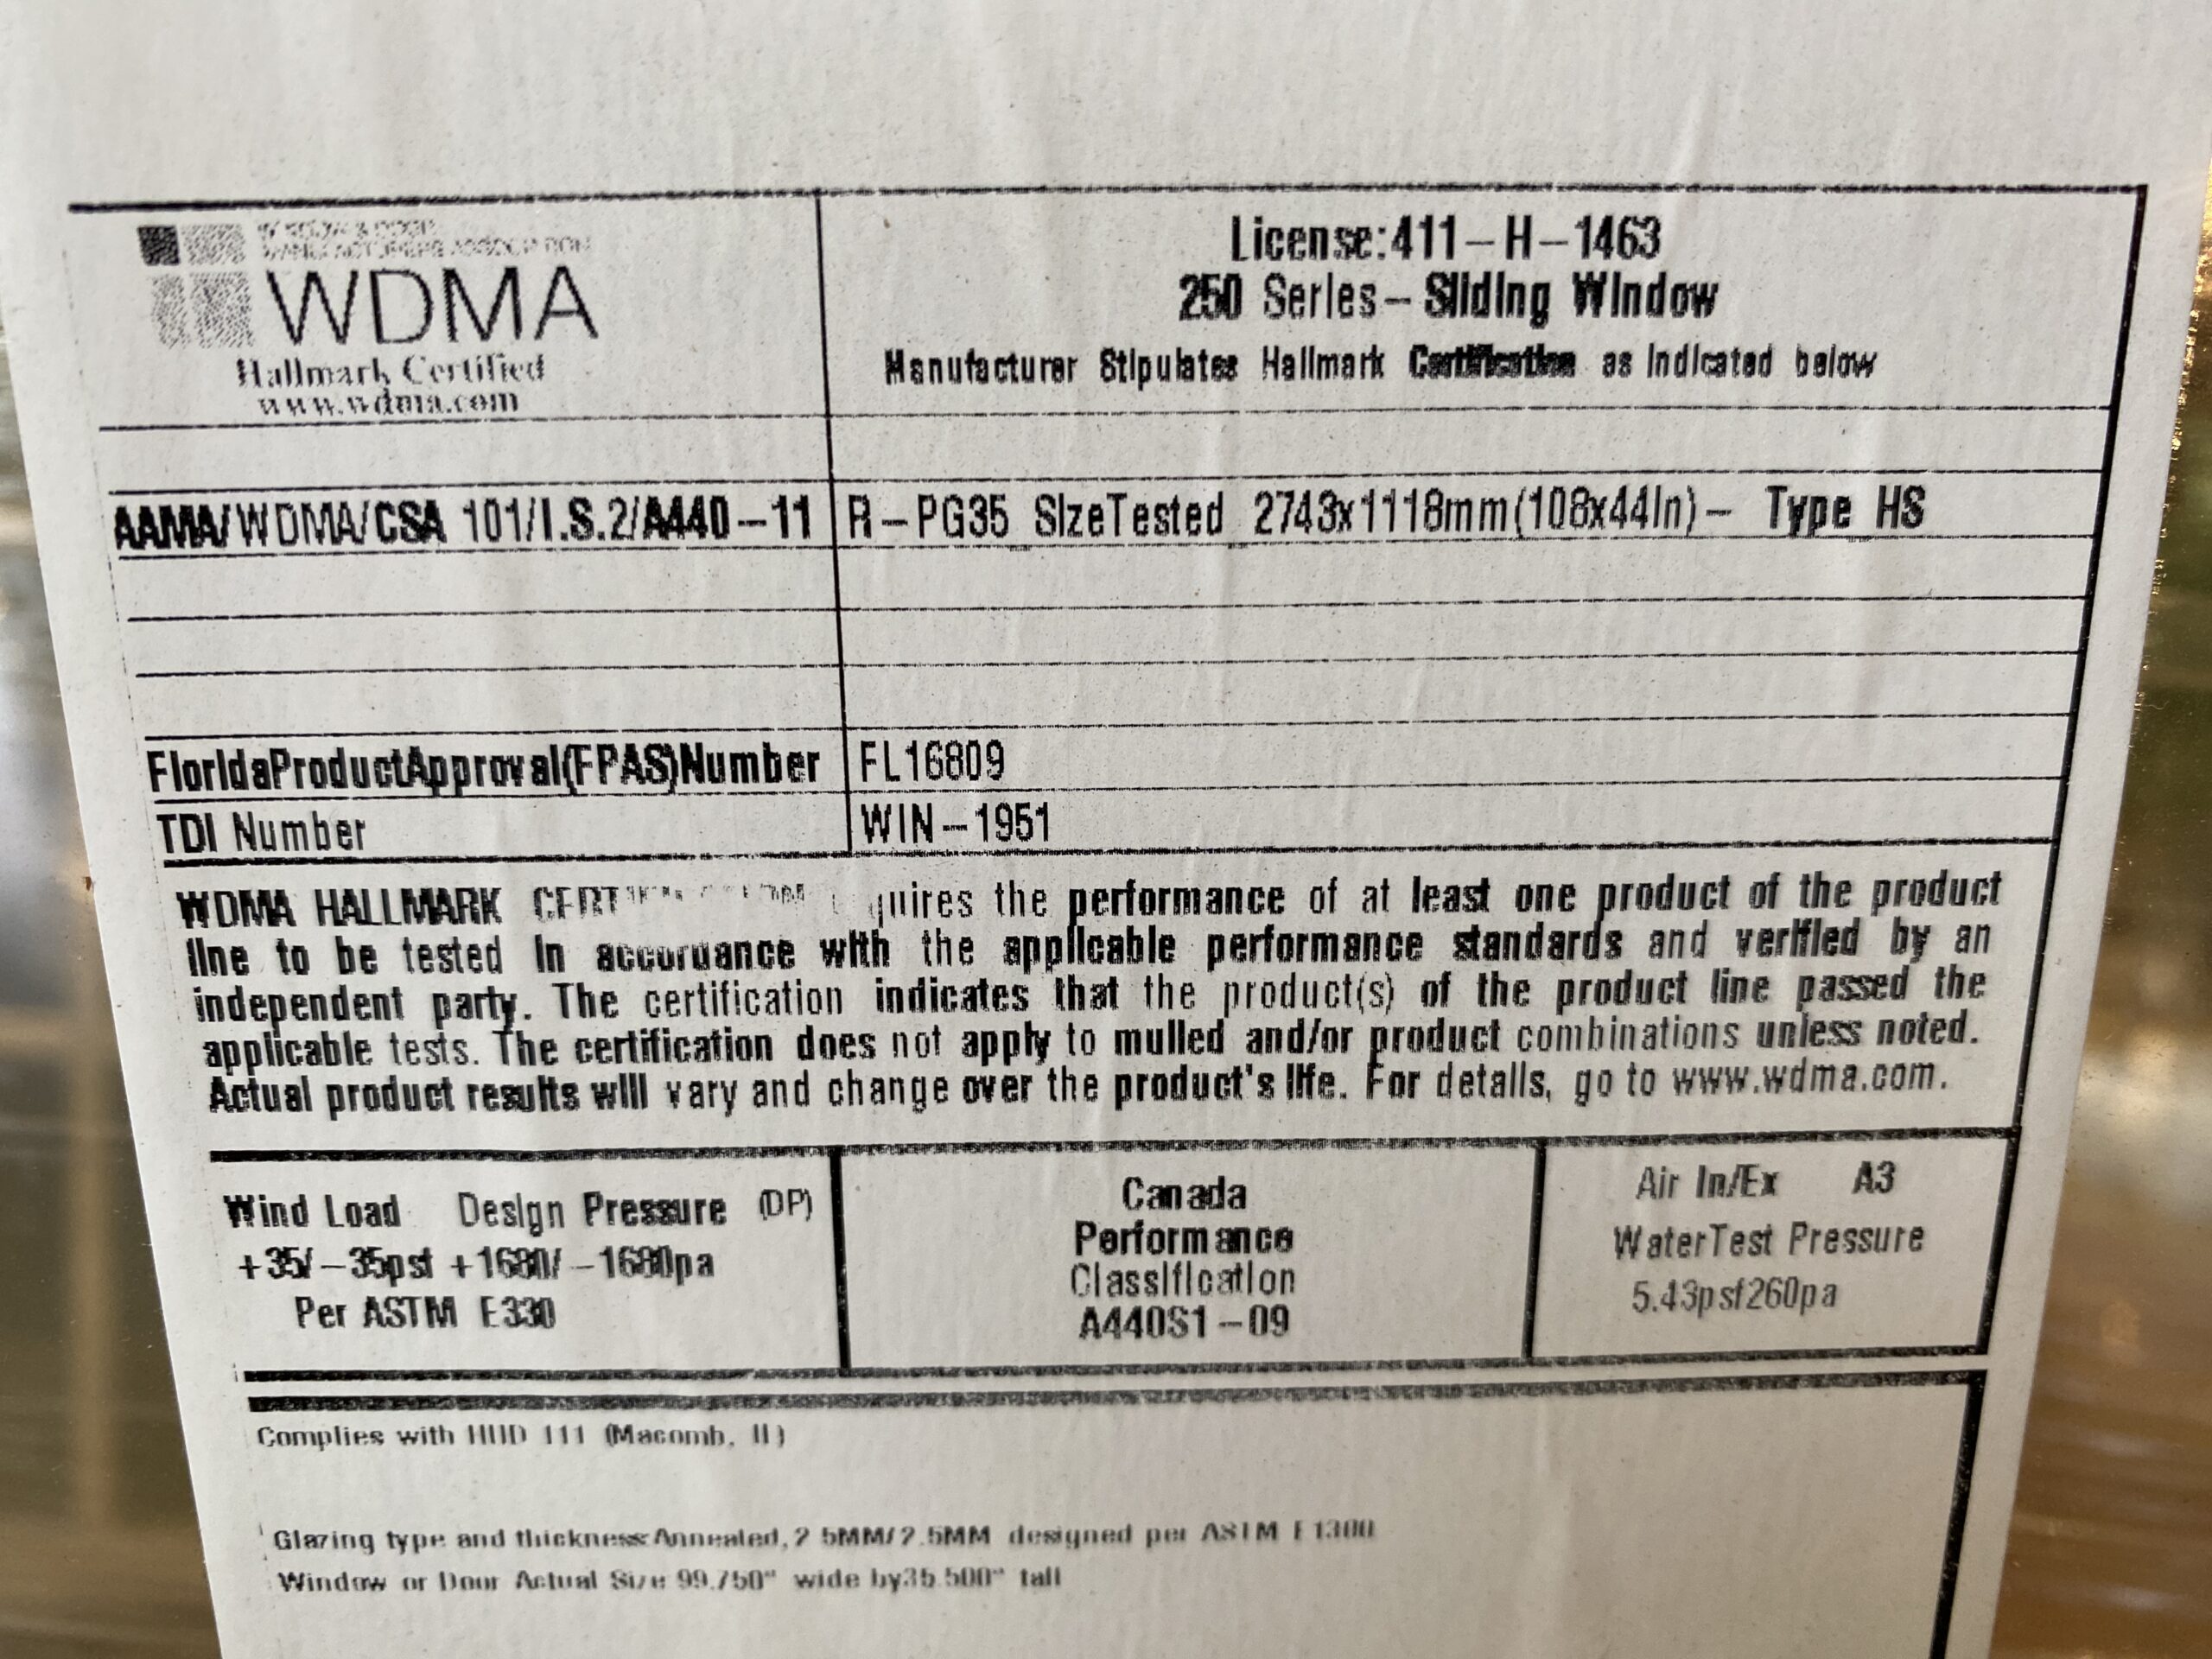 WINDOW & DOOR
MANUFACTURERS ASSOCIATION
WDMA
Hallmark Certified
www.wdma.com
License:411-H-1463
250 Series- Sliding Window
Manufacturer Stipulates Hallmark Certification as indicated below
AAMA/WDMA/CSA 101/I.S.2/A440-11 R-PG35 SizeTested 2743x1118mm(108x44in)- Type HS
FloridaProductApproval(FPAS)Number FL16809
TDI Number WIN-1951
WDMA HALLMARK the performance of at least one product of the product
line to be tested in accordance with the applicable performance standards and verified by an
independent party. The certification indicates that the product(s) of the product line passed the
applicable tests. The certification does not apply to mulled and/or product combinations unless noted.
Actual product results will vary and change over the product's life. For details, go to www.wdma.com.
Wind Load Design Pressure (DP)
+35/-35psf +1680/-1680pa
Per ASTM E330
Canada
Performance
Classification
A440S1-09
Air In/Ex A3
WaterTest Pressure
5.43psf260pa
Complies with HUD 111 (Macomb, Il)
Glazing type and thickness:Annealed,2.5MM/2.5MM designed per ASTM E1300
Window or Door Actual Size 99.750" wide by35.500" tall